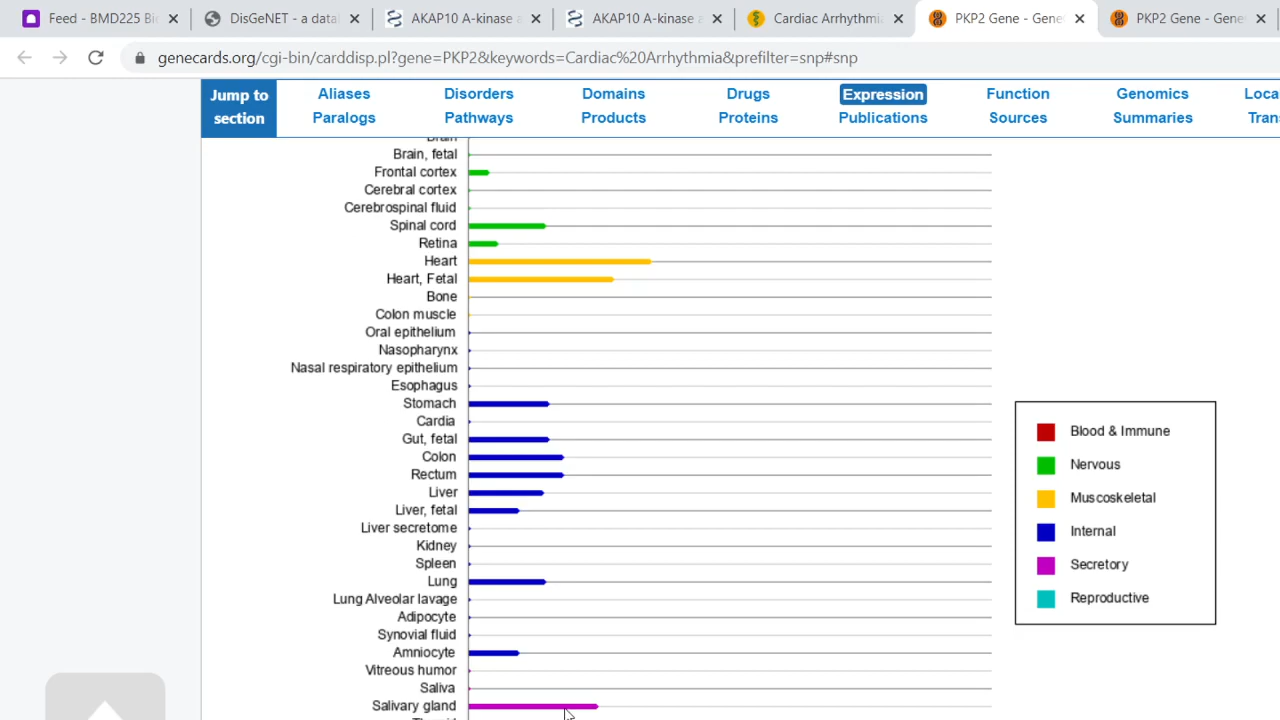 Feed - BMD225 Bi
DisGeNET - a datal
AKAP10 A-kinase a
AKAP10 A-kinase a
Cardiac Arrhythmi
PKP2 Gene - Gene
PKP2 Gene - Gene
genecards.org/cgi-bin/carddisp.pl?gene=PKP2&keywords=Cardiac%20Arrhythmia&prefilter=snp#snp
Jump to section
Aliases Disorders Domains Drugs Expression Function Genomics Loca
Paralogs Pathways Products Proteins Publications Sources Summaries Tran
Brain
Brain, fetal
Frontal cortex
Cerebral cortex
Cerebrospinal fluid
Spinal cord
Retina
Heart
Heart, Fetal
Bone
Colon muscle
Oral epithelium
Nasopharynx
Nasal respiratory epithelium
Esophagus
Stomach
Cardia
Gut, fetal
Colon
Rectum
Liver
Liver, fetal
Liver secretome
Kidney
Spleen
Lung
Lung Alveolar lavage
Adipocyte
Synovial fluid
Amniocyte
Vitreous humor
Saliva
Salivary gland
Blood & Immune
Nervous
Muscoskeletal
Internal
Secretory
Reproductive